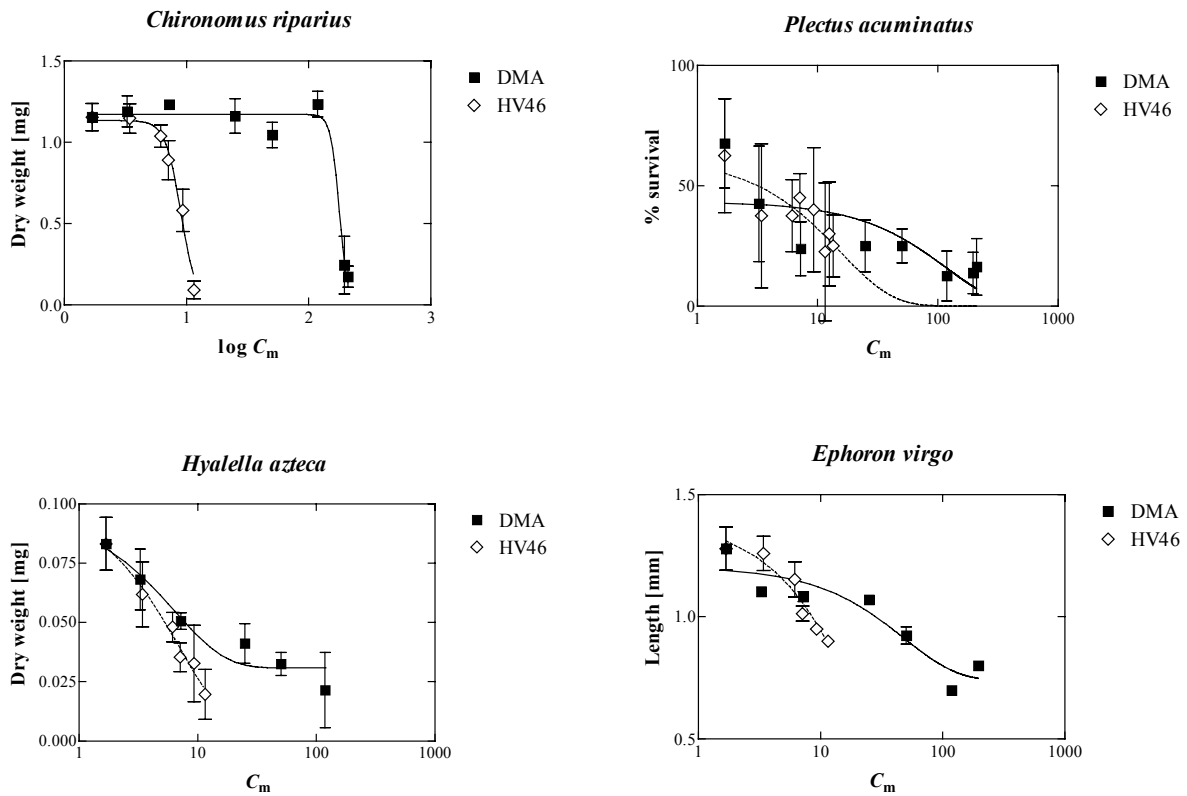 Chironomus riparius
1.5
1.0
0.5
0.0
0
1
2
3
Dry weight [mg]
log Cm
DMA
HV46
Plectus acuminatus
100
50
0
1
10
100
1000
% survival
Cm
DMA
HV46
Hyalella azteca
0.100
0.075
0.050
0.025
0.000
1
10
100
1000
Dry weight [mg]
Cm
DMA
HV46
Ephoron virgo
1.5
1.0
0.5
1
10
100
1000
Length [mm]
Cm
DMA
HV46